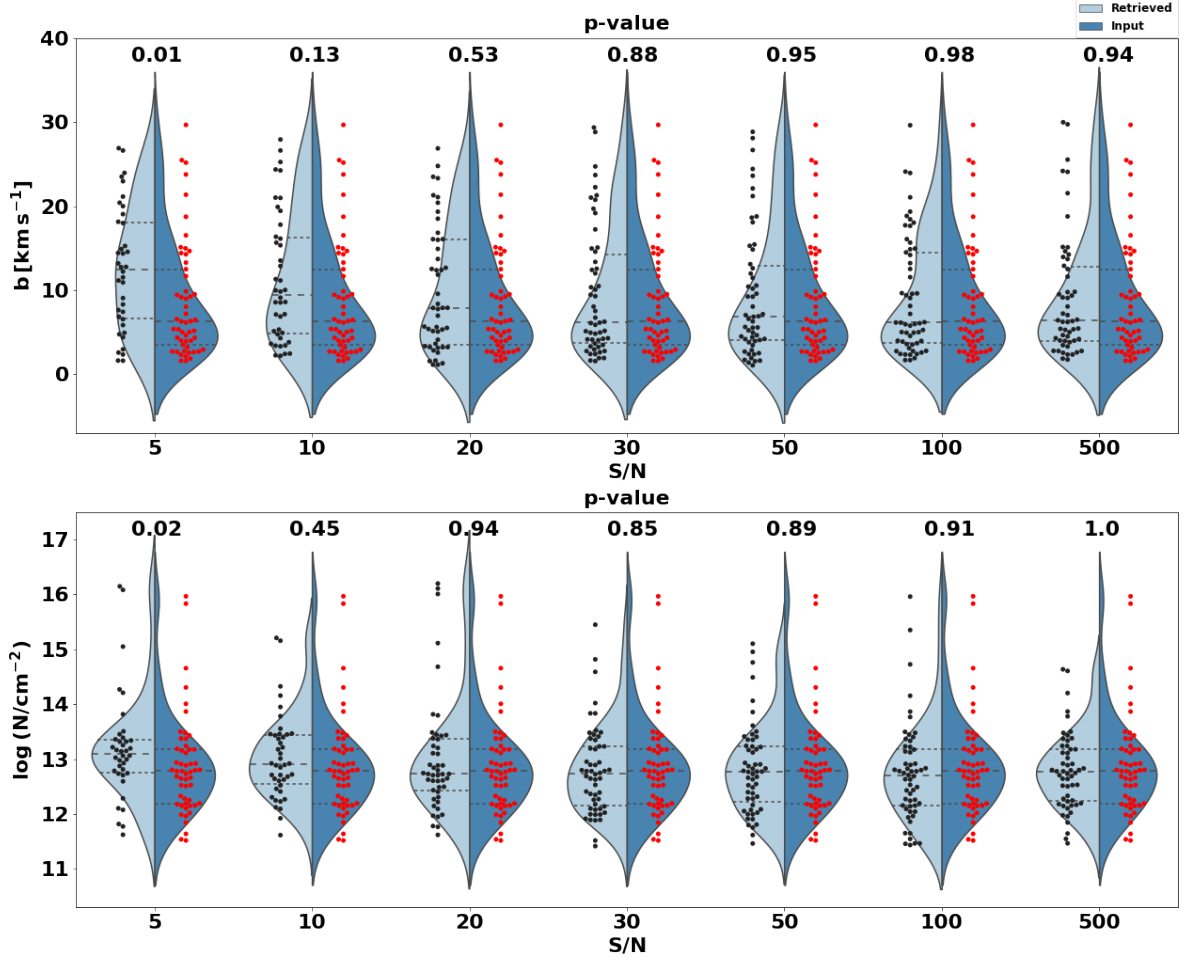 Retrieved
Input
p-value
0.01 0.13 0.53 0.88 0.95 0.98 0.94
40
30
20
10
0
b [km s⁻¹]
5 10 20 30 50 100 500
S/N
p-value
0.02 0.45 0.94 0.85 0.89 0.91 1.0
17
16
15
14
13
12
11
log (N/cm⁻²)
5 10 20 30 50 100 500
S/N